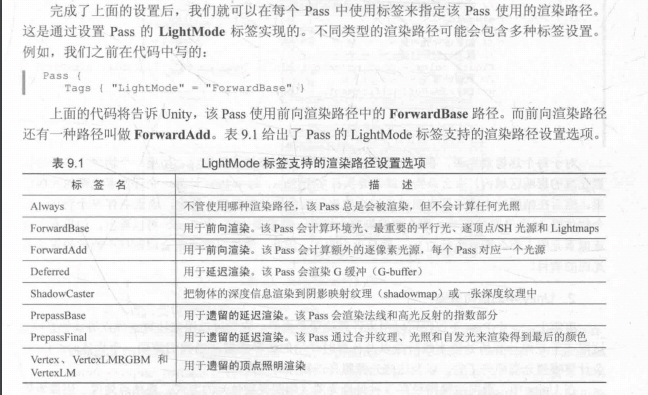 完成了上面的设置后，我们就可以在每个 Pass 中使用标签来指定该 Pass 使用的渲染路径。
这是通过设置 Pass 的 LightMode 标签实现的。不同类型的渲染路径可能会包含多种标签设置。
例如，我们之前在代码中写的：
Pass {
Tags { "LightMode" = "ForwardBase" }
上面的代码将告诉 Unity，该 Pass 使用前向渲染路径中的 ForwardBase 路径。而前向渲染路径
还有一种路径叫做 ForwardAdd。表 9.1 给出了 Pass 的 LightMode 标签支持的渲染路径设置选项。
表 9.1 LightMode 标签支持的渲染路径设置选项
标 签 名 描 述
Always 不管使用哪种渲染路径，该 Pass 总是会被渲染，但不会计算任何光照
ForwardBase 用于前向渲染。该 Pass 会计算环境光、最重要的平行光、逐顶点/SH 光源和 Lightmaps
ForwardAdd 用于前向渲染。该 Pass 会计算额外的逐像素光源，每个 Pass 对应一个光源
Deferred 用于延迟渲染。该 Pass 会渲染 G 缓冲（G-buffer）
ShadowCaster 把物体的深度信息渲染到阴影映射纹理（shadowmap）或一张深度纹理中
PrepassBase 用于遗留的延迟渲染。该 Pass 会渲染法线和高光反射的指数部分
PrepassFinal 用于遗留的延迟渲染。该 Pass 通过合并纹理、光照和自发光来渲染得到最后的颜色
Vertex、VertexLMRGBM 和
VertexLM 用于遗留的顶点照明渲染